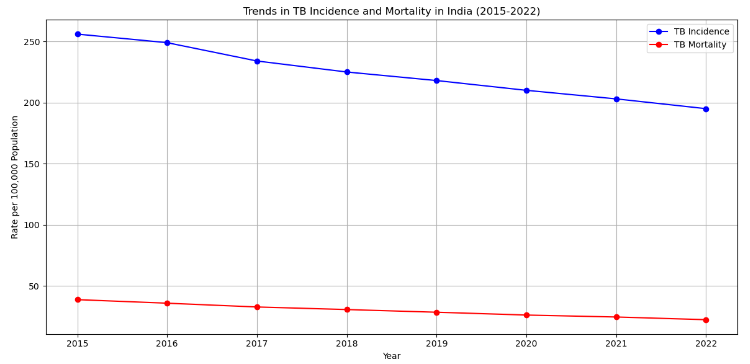 Trends in TB Incidence and Mortality in India (2015-2022)
TB Incidence
TB Mortality
Rate per 100,000 Population
250
200
150
100
50
2015 2016 2017 2018 2019 2020 2021 2022
Year